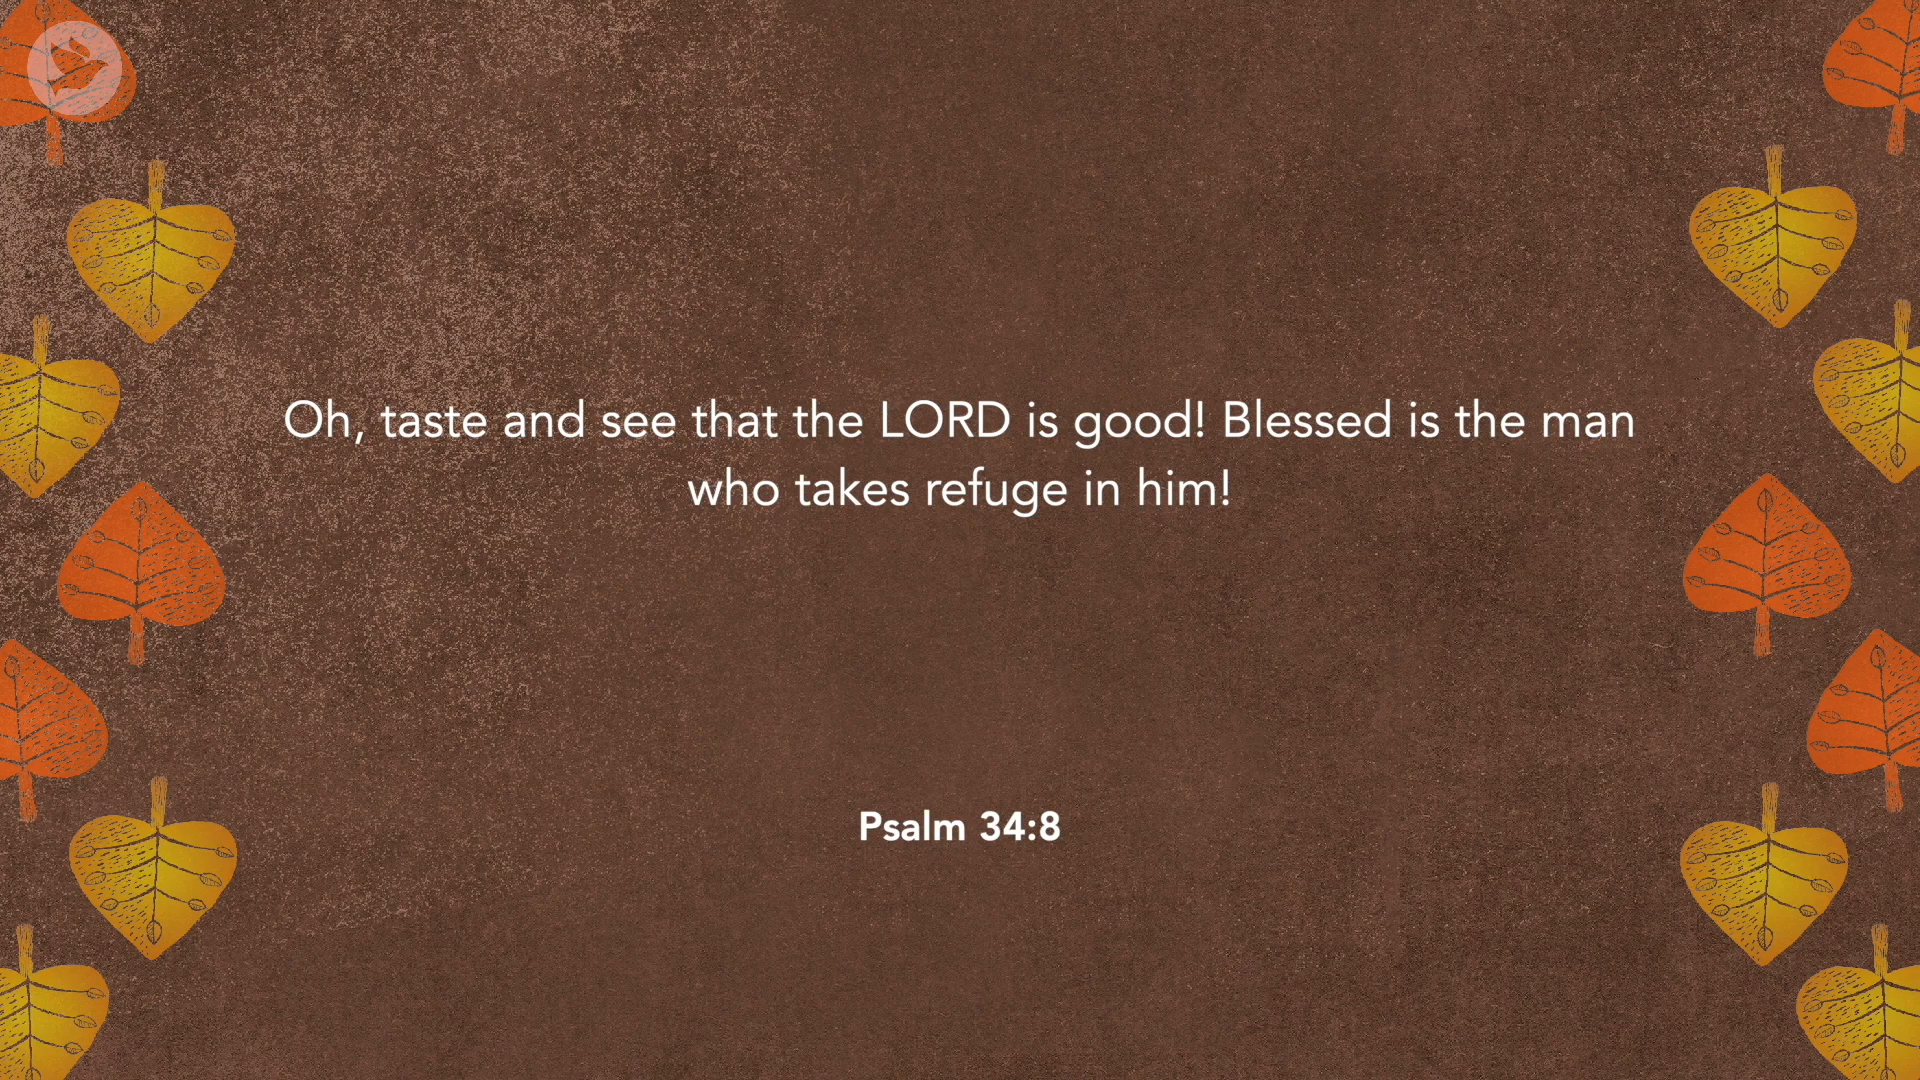 Oh, taste and see that the LORD is good! Blessed is the man
who takes refuge in him!
Psalm 34:8